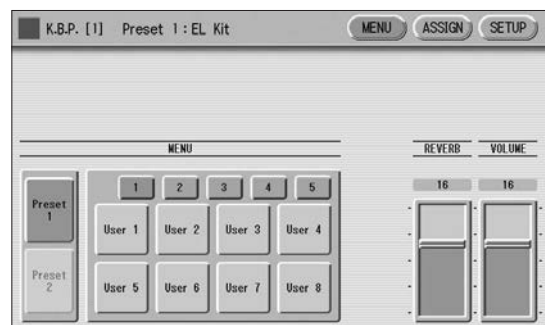 K.B.P. [1] Preset 1 : EL Kit MENU ASSIGN SETUP
MENU REVERB VOLUME
1 2 3 4 5 16 16
Preset 1
User 1 User 2 User 3 User 4
Preset 2
User 5 User 6 User 7 User 8